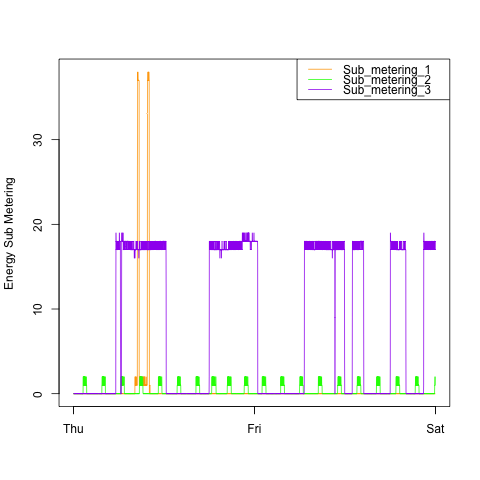 Sub_metering_1
Sub_metering_2
Sub_metering_3
Energy Sub Metering
30
20
10
0
Thu
Fri
Sat